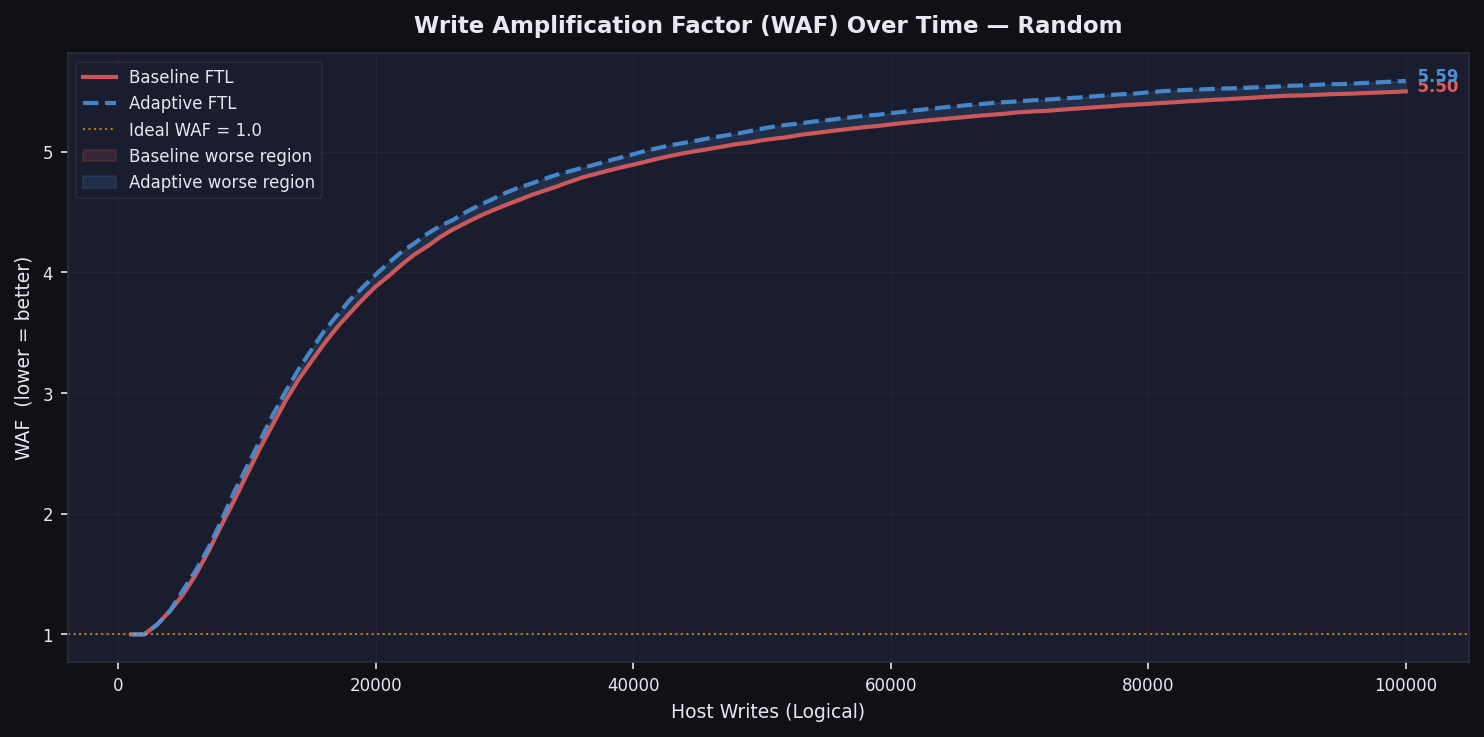 Write Amplification Factor (WAF) Over Time — Random
Baseline FTL
Adaptive FTL
Ideal WAF = 1.0
Baseline worse region
Adaptive worse region
5.59
5.50
WAF  (lower = better)
5
4
3
2
1
0
20000
40000
60000
80000
100000
Host Writes (Logical)